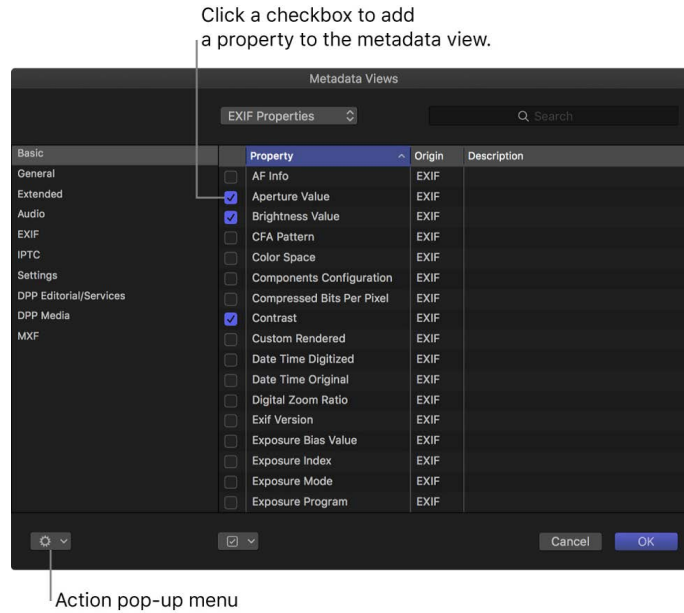 Click a checkbox to add
a property to the metadata view.
Metadata Views
EXIF Properties
Search
Basic
General
Extended
Audio
EXIF
IPTC
Settings
DPP Editorial/Services
DPP Media
MXF
Property Origin Description
AF Info EXIF
Aperture Value EXIF
Brightness Value EXIF
CFA Pattern EXIF
Color Space EXIF
Components Configuration EXIF
Compressed Bits Per Pixel EXIF
Contrast EXIF
Custom Rendered EXIF
Date Time Digitized EXIF
Date Time Original EXIF
Digital Zoom Ratio EXIF
Exif Version EXIF
Exposure Bias Value EXIF
Exposure Index EXIF
Exposure Mode EXIF
Exposure Program EXIF
Cancel OK
Action pop-up menu